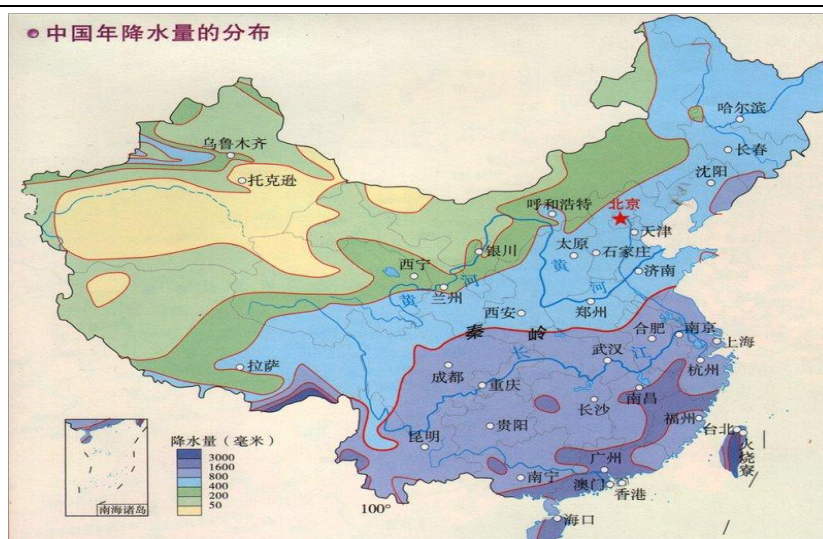 中国年降水量的分布
哈尔滨
长春
沈阳
乌鲁木齐
托克逊
呼和浩特
北京
天津
银川
太原
石家庄
黄
河
济南
西宁
兰州
黄
河
西安
郑州
秦
岭
合肥
南京
上海
武汉
长
江
杭州
拉萨
成都
重庆
南昌
长沙
贵阳
福州
台北
火烧寮
昆明
广州
南宁
澳门
香港
海口
100°
降水量(毫米)
3000
1600
800
400
200
50
南海诸岛